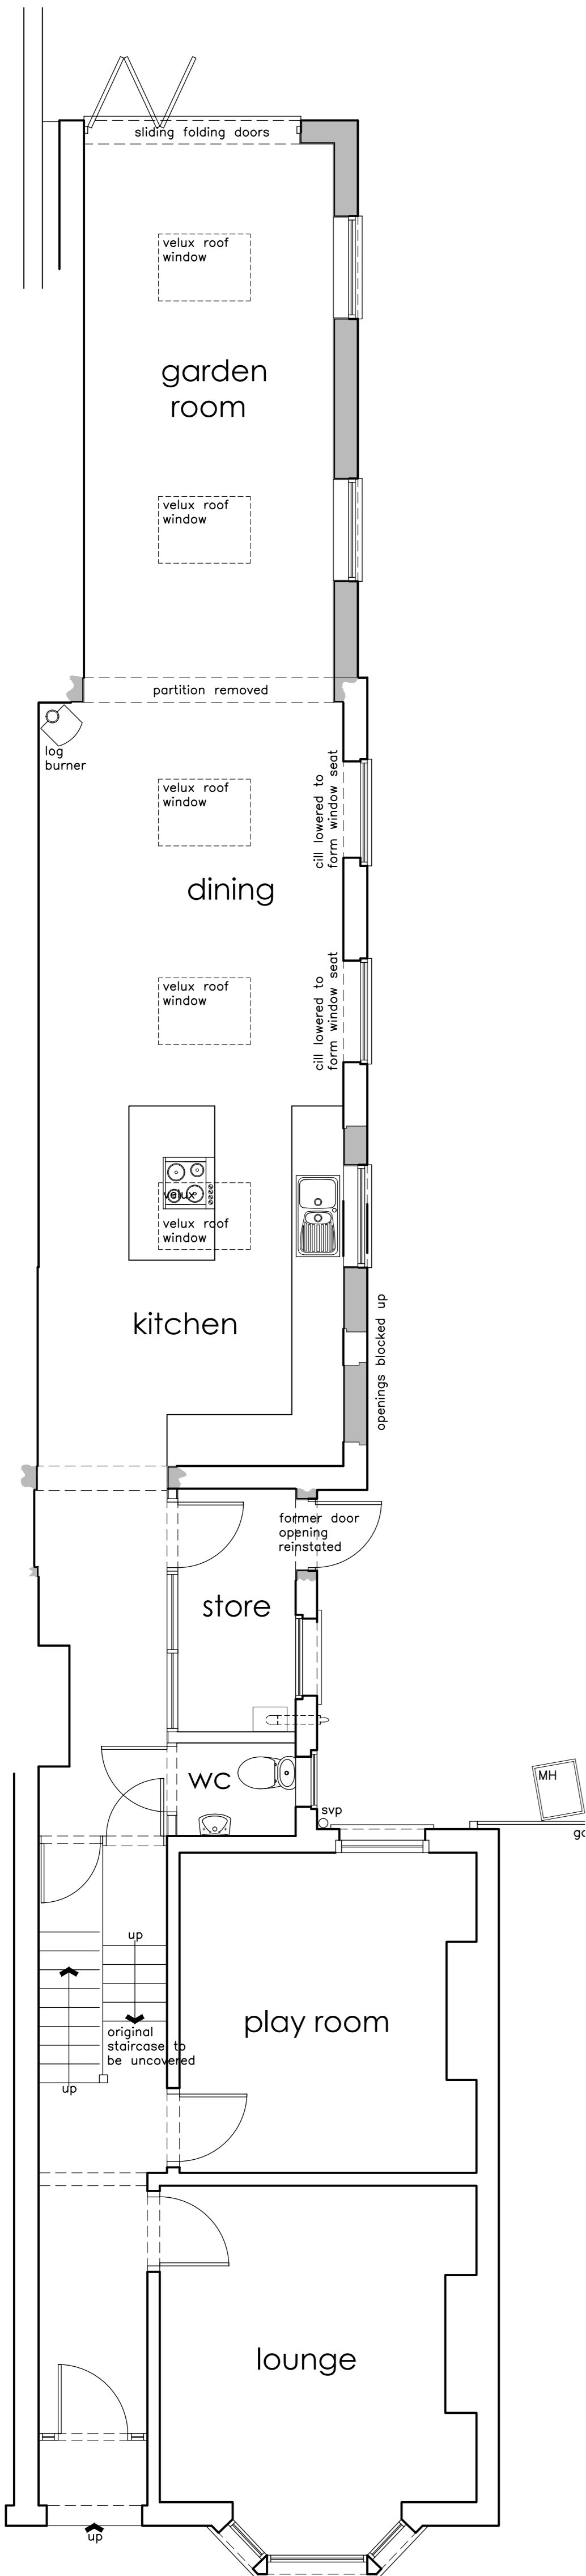 sliding folding doors
velux roof
window
garden
room
velux roof
window
partition removed
log
burner
velux roof
window
cill lowered to
form window seat
dining
velux roof
window
cill lowered to
form window seat
velux
velux roof
window
kitchen
openings blocked up
former door
opening
reinstated
store
wc
MH
svp
up
play room
original
staircase to
be uncovered
up
lounge
up